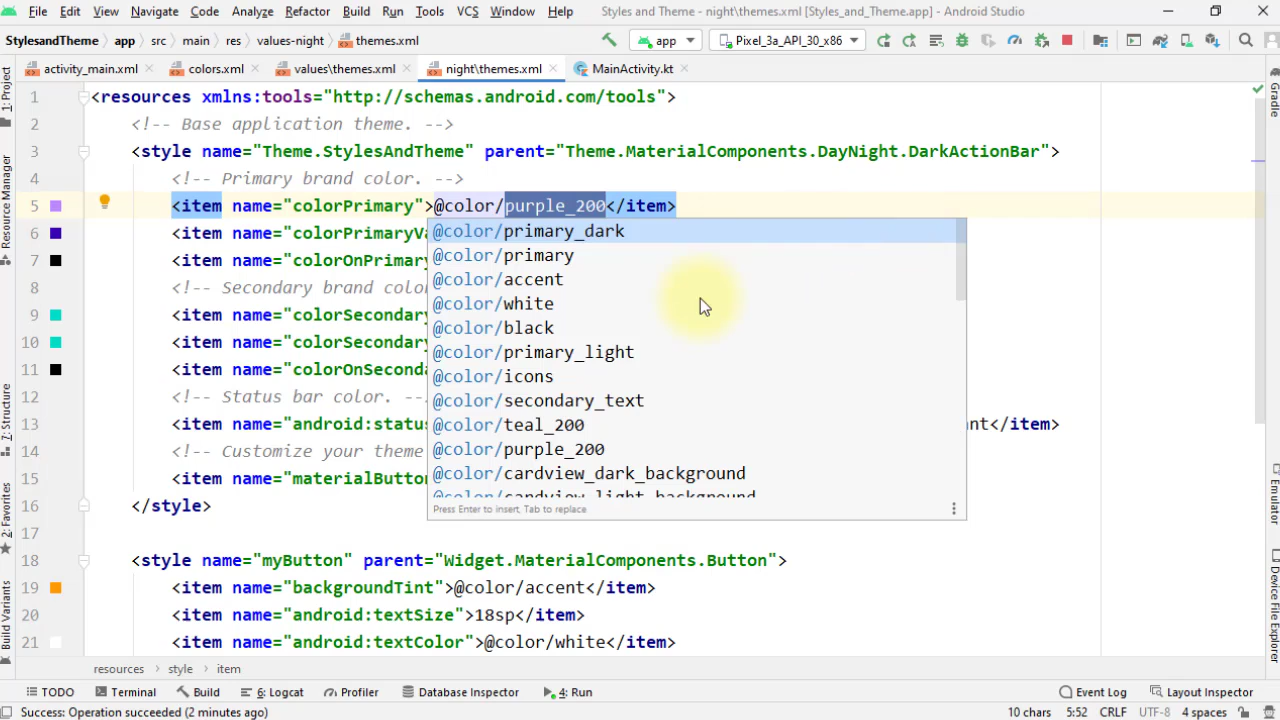 File Edit View Navigate Code Analyze Refactor Build Run Tools VCS Window Help Styles and Theme - night\themes.xml [Styles_and_Theme.app] - Android Studio
StylesandTheme app src main res values-night themes.xml app Pixel_3a_API_30_x86
activity_main.xml colors.xml values\themes.xml night\themes.xml MainActivity.kt
1: Project
Resource Manager
7: Structure
2: Favorites
Build Variants
1 <resources xmlns:tools="http://schemas.android.com/tools">
2 <!-- Base application theme. -->
3 <style name="Theme.StylesAndTheme" parent="Theme.MaterialComponents.DayNight.DarkActionBar">
4 <!-- Primary brand color. -->
5 <item name="colorPrimary">@color/purple_200</item>
6 <item name="colorPrimaryVa
7 <item name="colorOnPrimary
8 <!-- Secondary brand colo
9 <item name="colorSecondary
10 <item name="colorSecondary
11 <item name="colorOnSeconda
12 <!-- Status bar color. --
13 <item name="android:status nt</item>
14 <!-- Customize your theme
15 <item name="materialButton
16 </style>
17
18 <style name="myButton" parent="Widget.MaterialComponents.Button">
19 <item name="backgroundTint">@color/accent</item>
20 <item name="android:textSize">18sp</item>
21 <item name="android:textColor">@color/white</item>
@color/primary_dark
@color/primary
@color/accent
@color/white
@color/black
@color/primary_light
@color/icons
@color/secondary_text
@color/teal_200
@color/purple_200
@color/cardview_dark_background
@color/cardview_light_background
Press Enter to insert, Tab to replace
Gradle
Emulator
Device File Explorer
resources style item
TODO Terminal Build 6: Logcat Profiler Database Inspector 4: Run Event Log Layout Inspector
Success: Operation succeeded (2 minutes ago) 10 chars 5:52 CRLF UTF-8 4 spaces